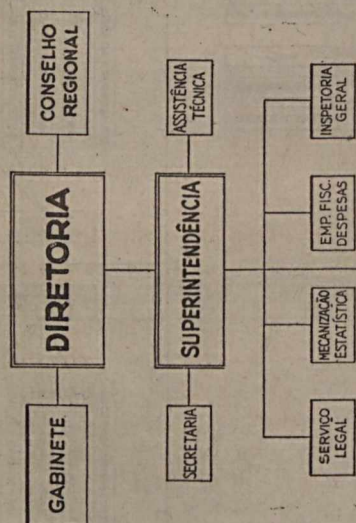 GABINETE
DIRETORIA
CONSELHO
REGIONAL
SECRETARIA
SUPERINTENDÊNCIA
ASSISTÊNCIA
TÉCNICA
SERVIÇO
LEGAL
MECANIZAÇÃO
ESTATÍSTICA
EMP. FISC.
DESPESAS
INSPETORIA
GERAL